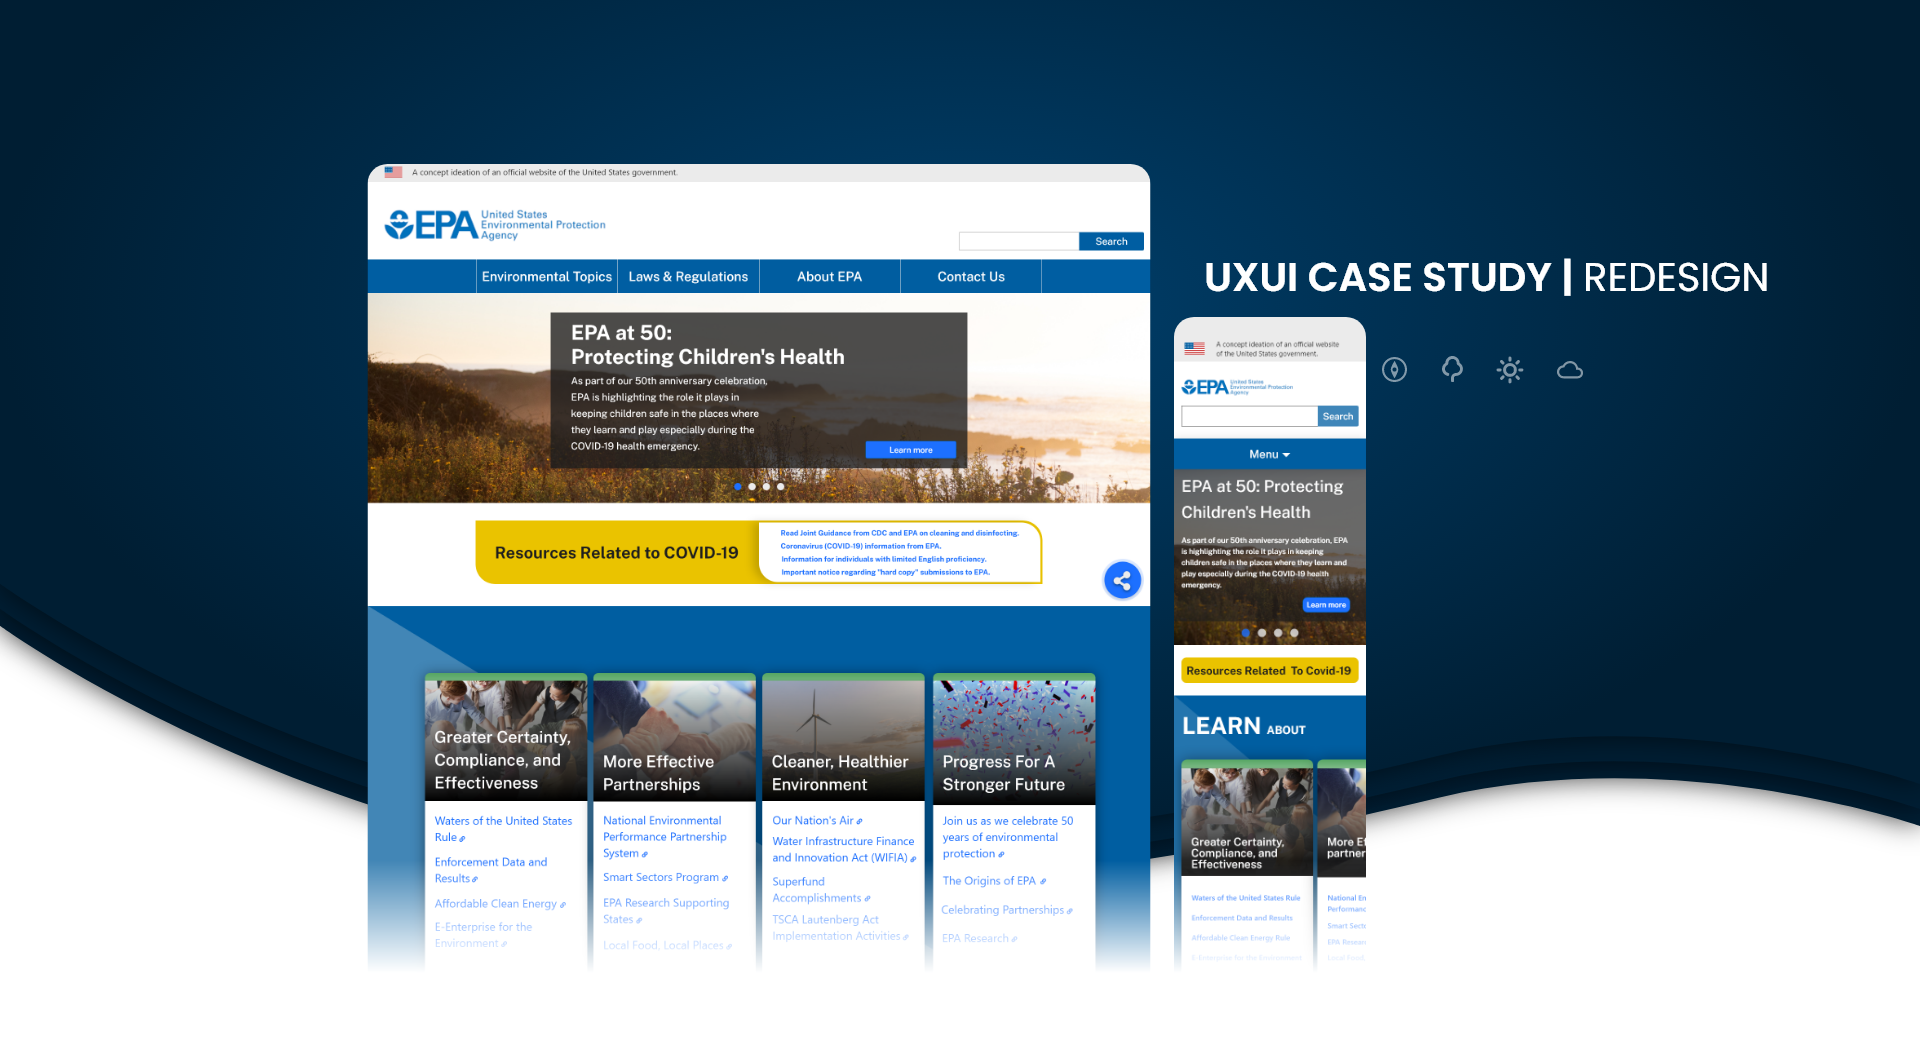 A concept ideation of an official website of the United States government.
EPA
United States
Environmental Protection
Agency
Search
Environmental Topics
Laws & Regulations
About EPA
Contact Us
EPA at 50:
Protecting Children's Health
As part of our 50th anniversary celebration,
EPA is highlighting the role it plays in
keeping children safe in the places where
they learn and play especially during the
COVID-19 health emergency.
Learn more
Resources Related to COVID-19
Read Joint Guidance from CDC and EPA on cleaning and disinfecting.
Coronavirus (COVID-19) information from EPA.
Information for individuals with limited English proficiency.
Important notice regarding "hard copy" submissions to EPA.
Greater Certainty,
Compliance, and
Effectiveness
Waters of the United States
Rule
Enforcement Data and
Results
Affordable Clean Energy
E-Enterprise for the
Environment
More Effective
Partnerships
National Environmental
Performance Partnership
System
Smart Sectors Program
EPA Research Supporting
States
Local Food, Local Places
Cleaner, Healthier
Environment
Our Nation's Air
Water Infrastructure Finance
and Innovation Act (WIFIA)
Superfund
Accomplishments
TSCA Lautenberg Act
Implementation Activities
Progress For A
Stronger Future
Join us as we celebrate 50
years of environmental
protection
The Origins of EPA
Celebrating Partnerships
EPA Research
UXUI CASE STUDY | REDESIGN
A concept ideation of an official website
of the United States government.
EPA
United States
Environmental Protection
Agency
Search
Menu
EPA at 50: Protecting
Children's Health
As part of our 50th anniversary celebration, EPA
is highlighting the role it plays in keeping
children safe in the places where they learn and
play especially during the COVID-19 health
emergency.
Learn more
Resources Related To Covid-19
LEARN ABOUT
Greater Certainty,
Compliance, and
Effectiveness
Waters of the United States Rule
Enforcement Data and Results
Affordable Clean Energy Rule
E-Enterprise for the Environment
More E
partner
National En
Performanc
Smart Sect
EPA Resear
Local Food,